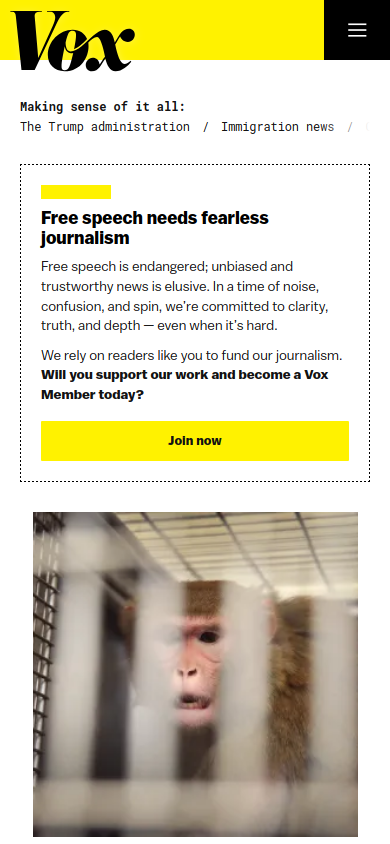 Vox
Making sense of it all:
The Trump administration / Immigration news /
Free speech needs fearless
journalism
Free speech is endangered; unbiased and
trustworthy news is elusive. In a time of noise,
confusion, and spin, we're committed to clarity,
truth, and depth — even when it's hard.
We rely on readers like you to fund our journalism.
Will you support our work and become a Vox
Member today?
Join now